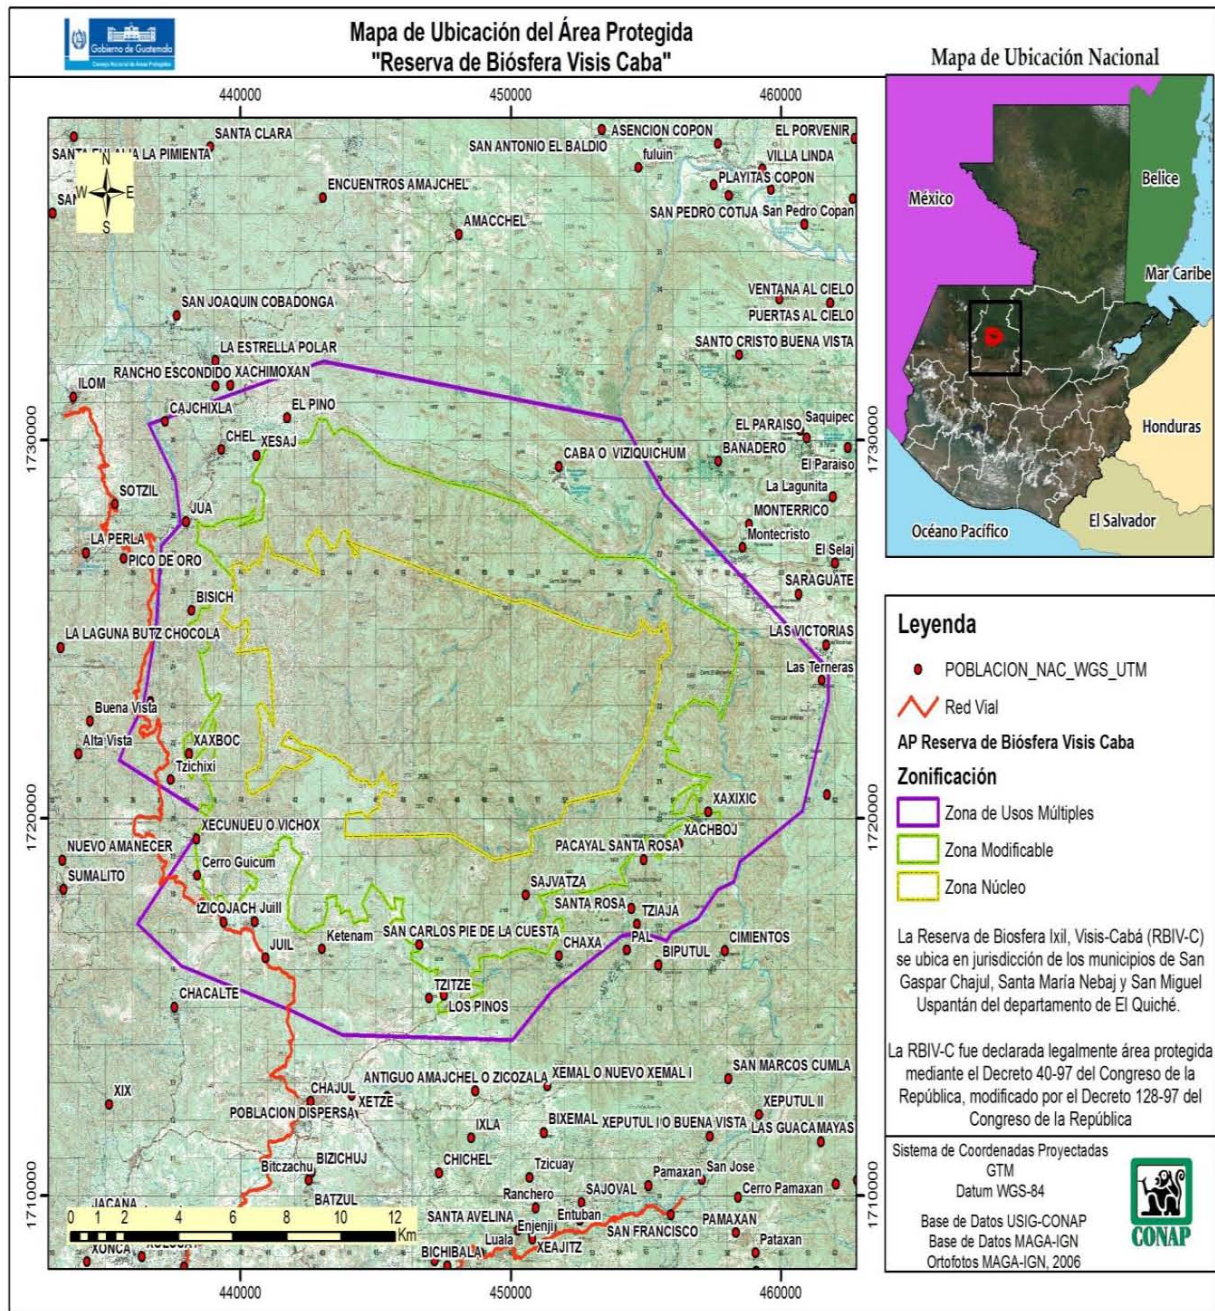 Gobierno de Guatemala
Consejo Nacional de Áreas Protegidas
Mapa de Ubicación del Área Protegida
"Reserva de Biósfera Visis Caba"
Mapa de Ubicación Nacional
440000
450000
460000
SANTA CLARA
ASENCION COPON
EL PORVENIR
SAN ANTONIO EL BALDIO
fuluin
VILLA LINDA
N
W
E
S
ENCUENTROS AMAJCHEL
PLAYITAS COPON
SAN PEDRO COTIJA
San Pedro Copan
AMACCHEL
VENTANA AL CIELO
SAN JOAQUIN COBADONGA
PUERTAS AL CIELO
LA ESTRELLA POLAR
SANTO CRISTO BUENA VISTA
RANCHO ESCONDIDO
XACHIMOXAN
ILOM
CAJCHIXLA
EL PINO
EL PARAISO
Saquipec
1730000
1730000
CHEL
XESAJ
CABA O VIZIQUICHUM
BAÑADERO
El Paraiso
La Lagunita
SOTZIL
JUA
MONTERRICO
LA PERLA
PICO DE ORO
Montecristo
El Selaj
BISICH
SARAGUATE
LA LAGUNA BUTZ CHOCOLA
LAS VICTORIAS
Las Terneras
Buena Vista
Alta Vista
XAXBOC
Tzichixi
XAXIXIC
1720000
1720000
XECUNUEU O VICHOX
XACHBOJ
NUEVO AMANECER
Cerro Guicum
PACAYAL SANTA ROSA
SUMALITO
SAJVATZA
SANTA ROSA
tZICOJACH
Juill
TZIAJA
JUIL
Ketenam
SAN CARLOS PIE DE LA CUESTA
CHAXA
PAL
CIMIENTOS
BIPUTUL
TZITZE
CHACALTE
LOS PINOS
SAN MARCOS CUMLA
ANTIGUO AMAJCHEL O ZICOZALA
XEMAL O NUEVO XEMAL I
XIX
CHAJUL
XETZE
POBLACION DISPERSA
XEPUTUL II
IXLA
BIXEMAL
XEPUTUL I O BUENA VISTA
LAS GUACAMAYAS
Bitczachu
BIZICHUJ
CHICHEL
Tzicuay
Pamaxan
San Jose
BATZUL
Ranchero
SAJOVAL
Cerro Pamaxan
1710000
1710000
SANTA AVELINA
Entuban
SAN FRANCISCO
PAMAXAN
Enjenji
Luala
XEAJITZ
Pataxan
BICHIBALA
XONCA
0 1 2 4 6 8 10 12
Km
440000
450000
460000
México
Belice
Mar Caribe
Honduras
El Salvador
Océano Pacífico
Leyenda
POBLACION_NAC_WGS_UTM
Red Vial
AP Reserva de Biósfera Visis Caba
Zonificación
Zona de Usos Múltiples
Zona Modificable
Zona Núcleo
La Reserva de Biosfera Ixil, Visis-Cabá (RBIV-C)
se ubica en jurisdicción de los municipios de San
Gaspar Chajul, Santa María Nebaj y San Miguel
Uspantán del departamento de El Quiché.
La RBIV-C fue declarada legalmente área protegida
mediante el Decreto 40-97 del Congreso de la
República, modificado por el Decreto 128-97 del
Congreso de la República
Sistema de Coordenadas Proyectadas
GTM
Datum WGS-84
Base de Datos USIG-CONAP
Base de Datos MAGA-IGN
Ortofotos MAGA-IGN, 2006
CONAP